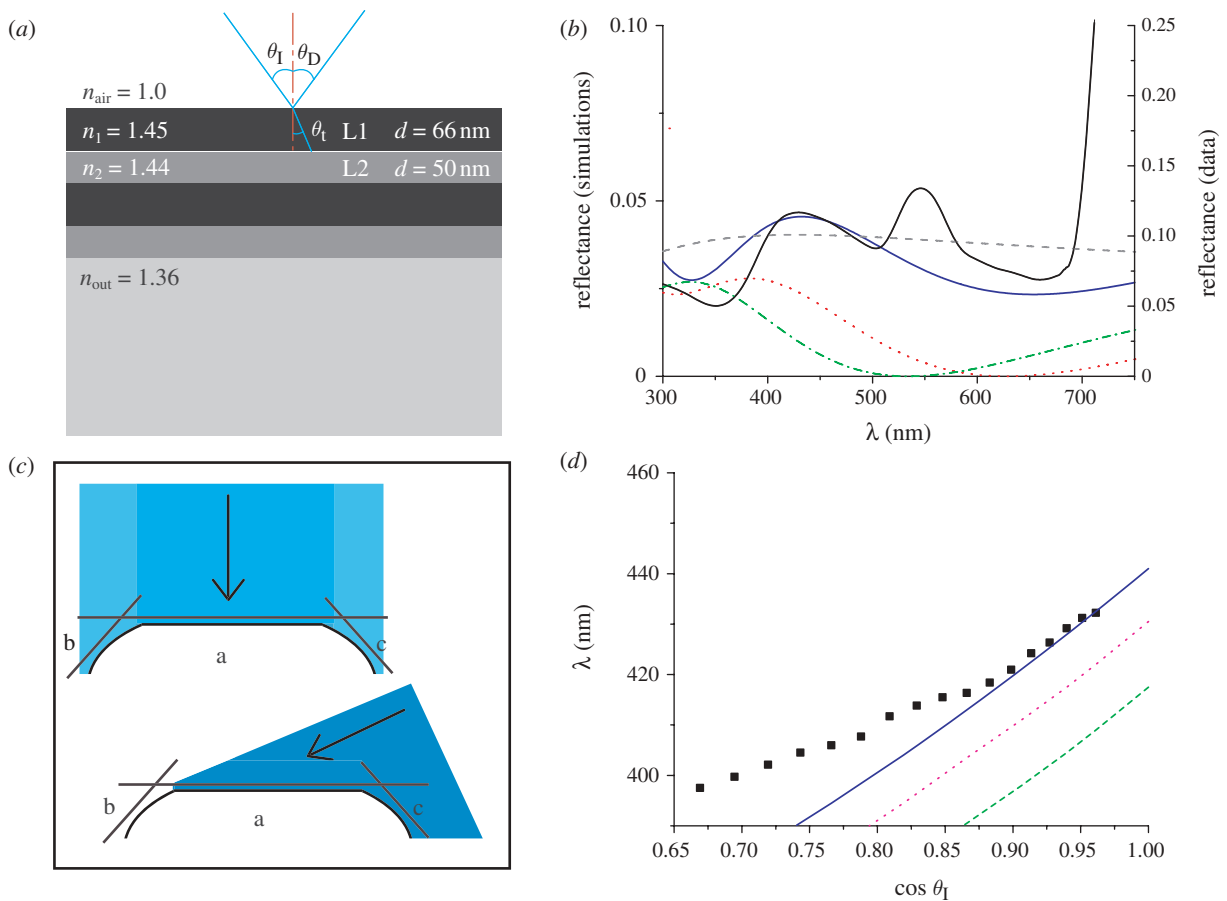 (a)
θI θD
nair = 1.0
n1 = 1.45 θt L1 d = 66 nm
n2 = 1.44 L2 d = 50 nm
nout = 1.36
(b)
0.10 0.25
0.20
0.15
0.05
0.10
0.05
0 0
300 400 500 600 700
λ (nm)
reflectance (simulations)
reflectance (data)
(c)
b c
a
b c
a
(d)
460
440
420
400
0.65 0.70 0.75 0.80 0.85 0.90 0.95 1.00
cos θI
λ (nm)